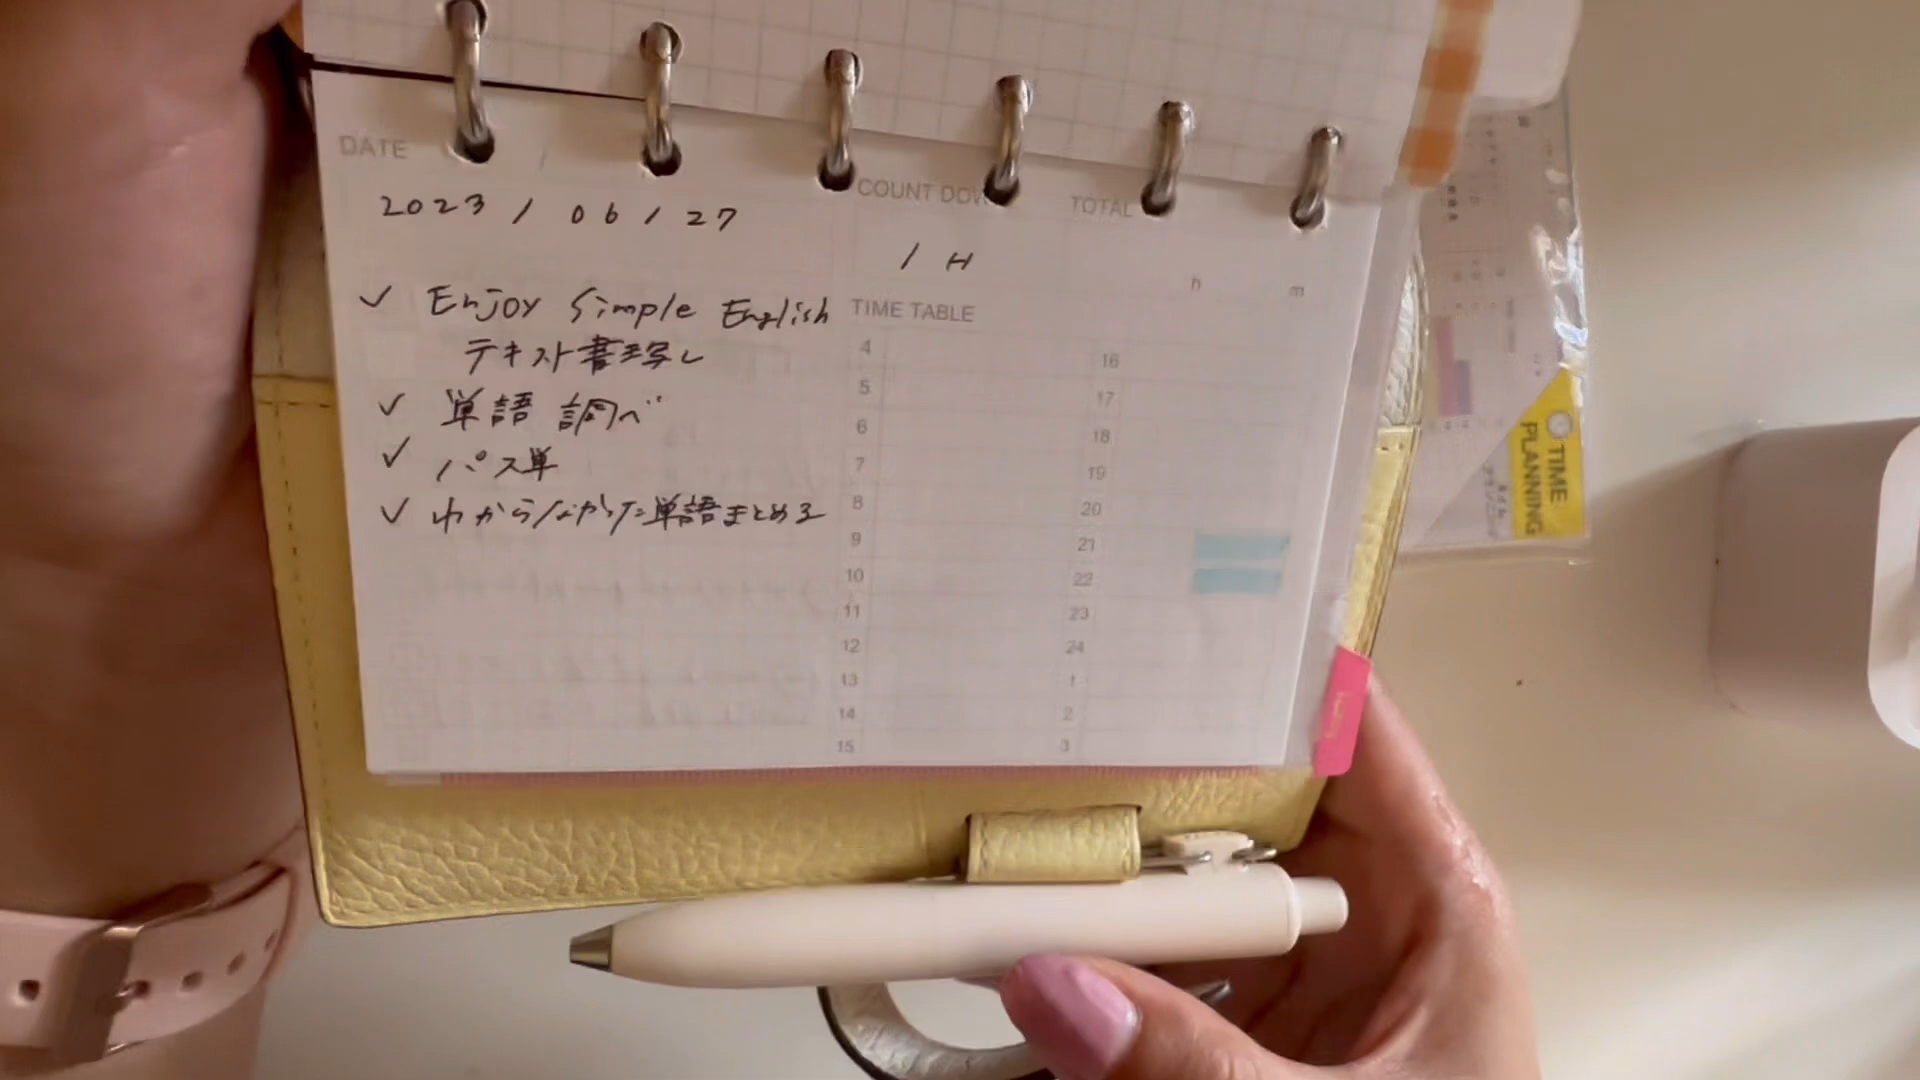 DATE
2023 / 06 / 27
COUNT DOW
TOTAL
1 H
h
m
✓ Enjoy Simple English
テキスト書き写し
✓ 単語 調べ
✓ パス単
✓ わからなかった単語まとめる
TIME TABLE
4
5
6
7
8
9
10
11
12
13
14
15
16
17
18
19
20
21
22
23
24
1
2
3
TIME
PLANNING